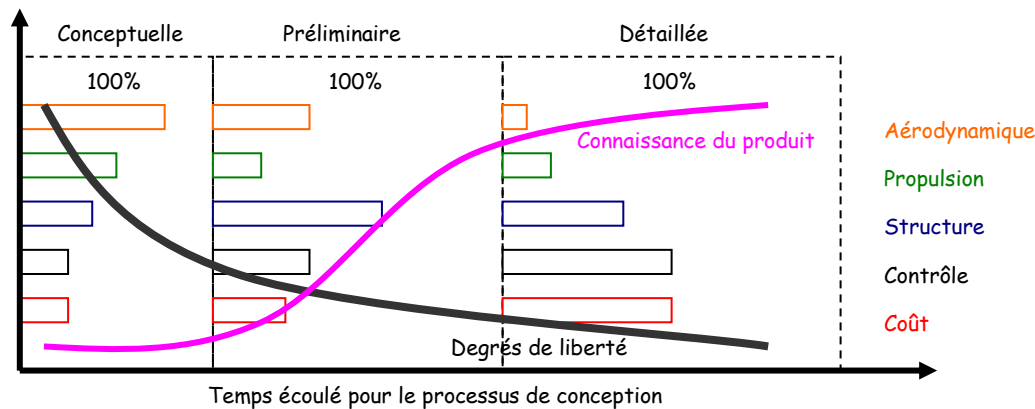 Conceptuelle
Préliminaire
Détaillée
100%
100%
100%
Connaissance du produit
Aérodynamique
Propulsion
Structure
Contrôle
Coût
Degrés de liberté
Temps écoulé pour le processus de conception